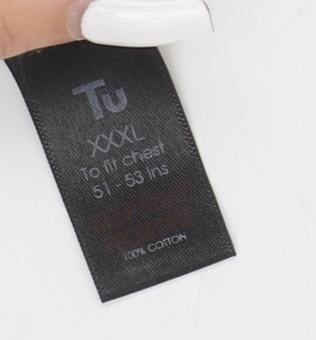 Tu
XXXL
To fit chest
51 - 53 Ins
100% COTTON